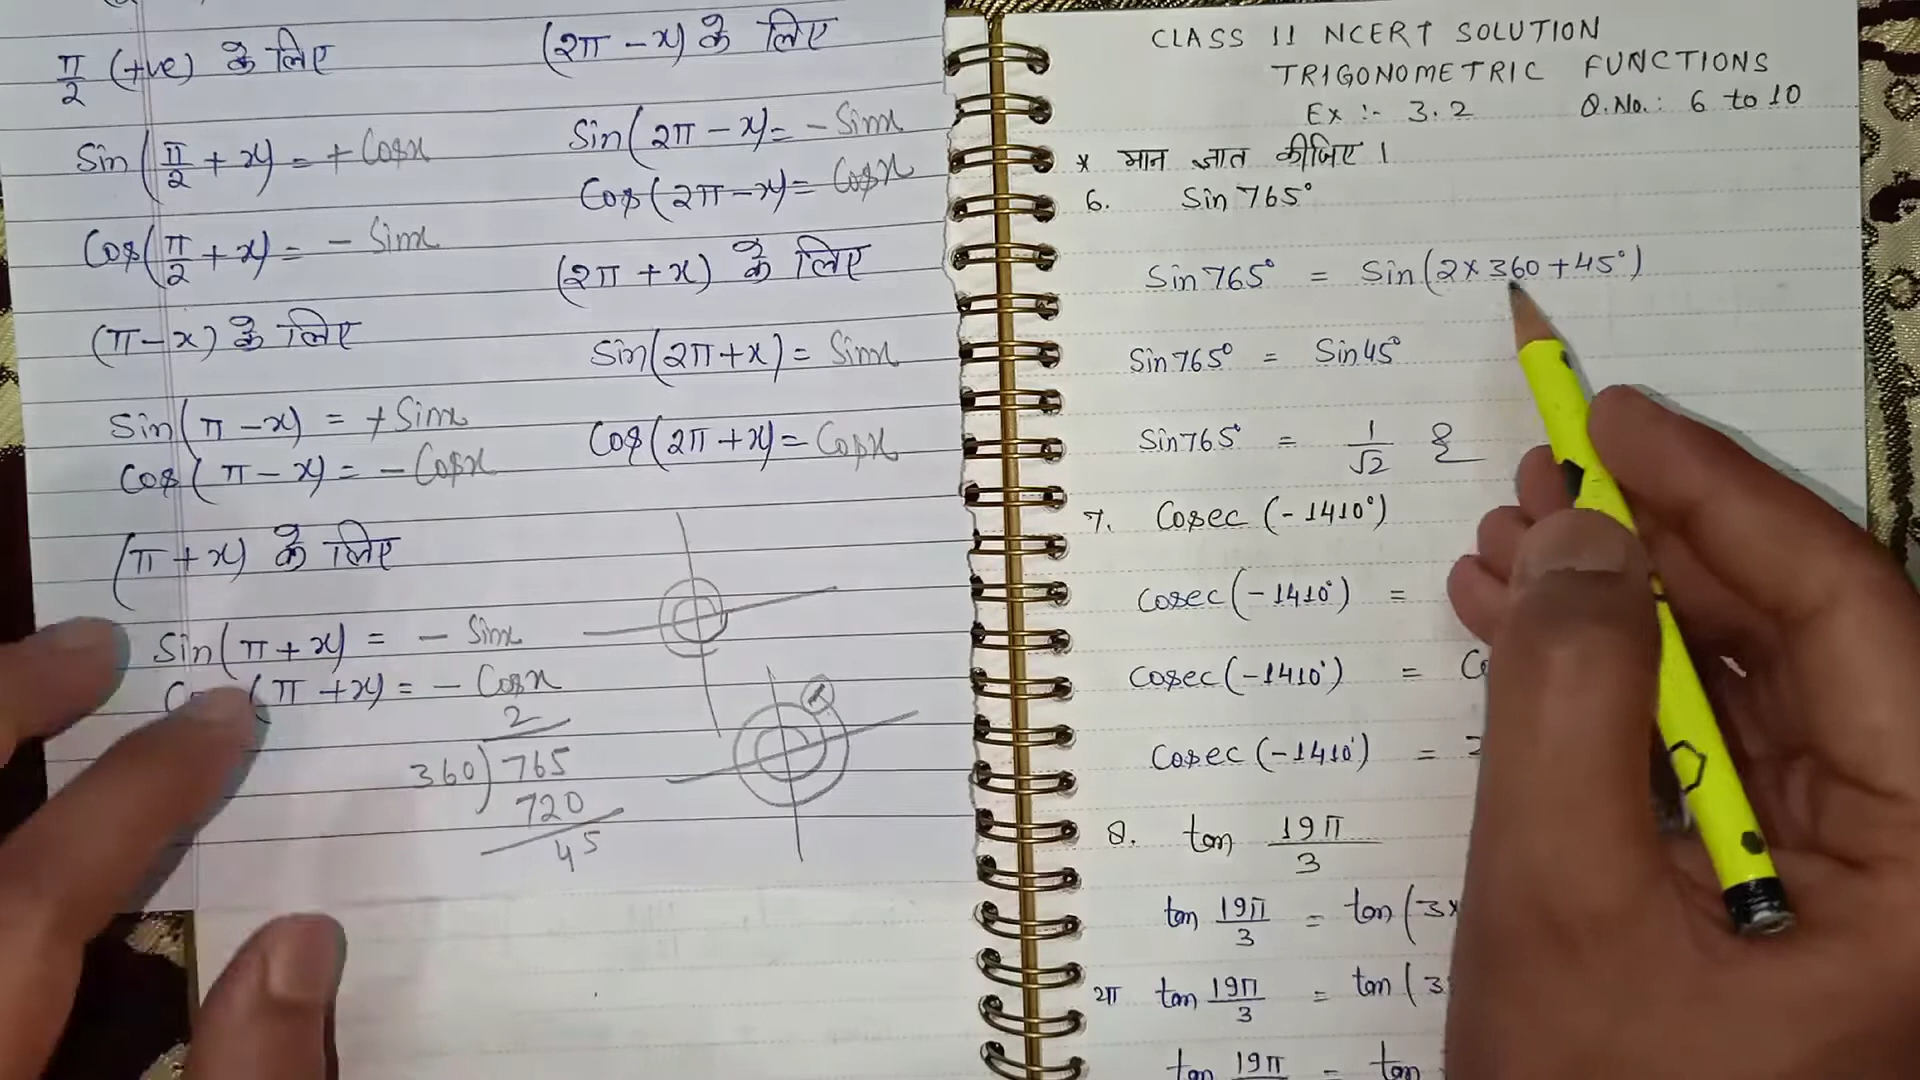 π/2 (+ve) के लिए
Sin(π/2 + x) = + Cosx
Cos(π/2 + x) = - Sinx
(π-x) के लिए
Sin(π - x) = + Sinx
Cos(π - x) = - Cosx
(π + x) के लिए
Sin(π + x) = - Sinx
(π + x) = - Cosx
2
360)765
720
45
(2π - x) के लिए
Sin(2π - x) = - Sinx
Cos(2π - x) = Cosx
(2π + x) के लिए
Sin(2π + x) = Sinx
Cos(2π + x) = Cosx
CLASS 11 NCERT SOLUTION
TRIGONOMETRIC FUNCTIONS
Ex :- 3.2 Q.No.: 6 to 10
* मान ज्ञात कीजिए ।
6. Sin 765°
Sin 765° = Sin(2×360+45°)
Sin 765° = Sin 45°
Sin 765° = 1/√2
7. Cosec (-1410°)
Cosec (-1410°) =
Cosec (-1410°) =
Cosec (-1410°) =
8. tan 19π/3
tan 19π/3 = tan(3×
2π tan 19π/3 = tan(3
tan 19π = tan